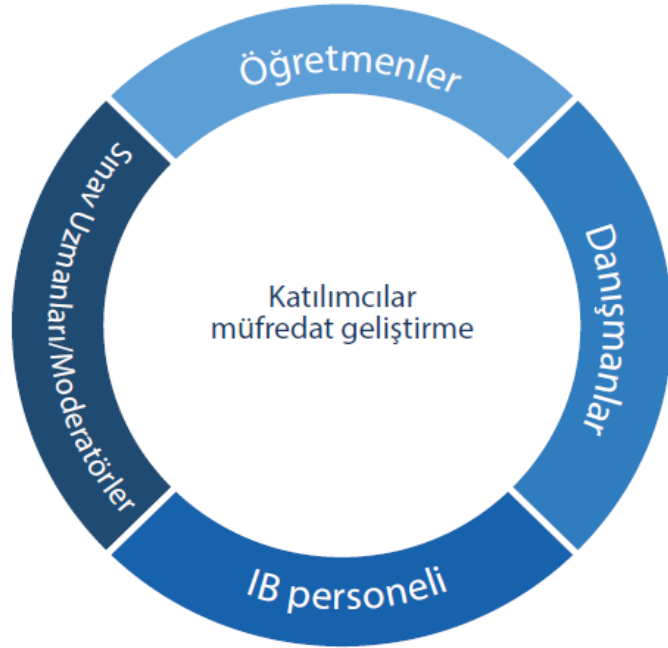 Öğretmenler
Sınav Uzmanları/Moderatörler
Katılımcılar
müfredat geliştirme
Danışmanlar
IB personeli